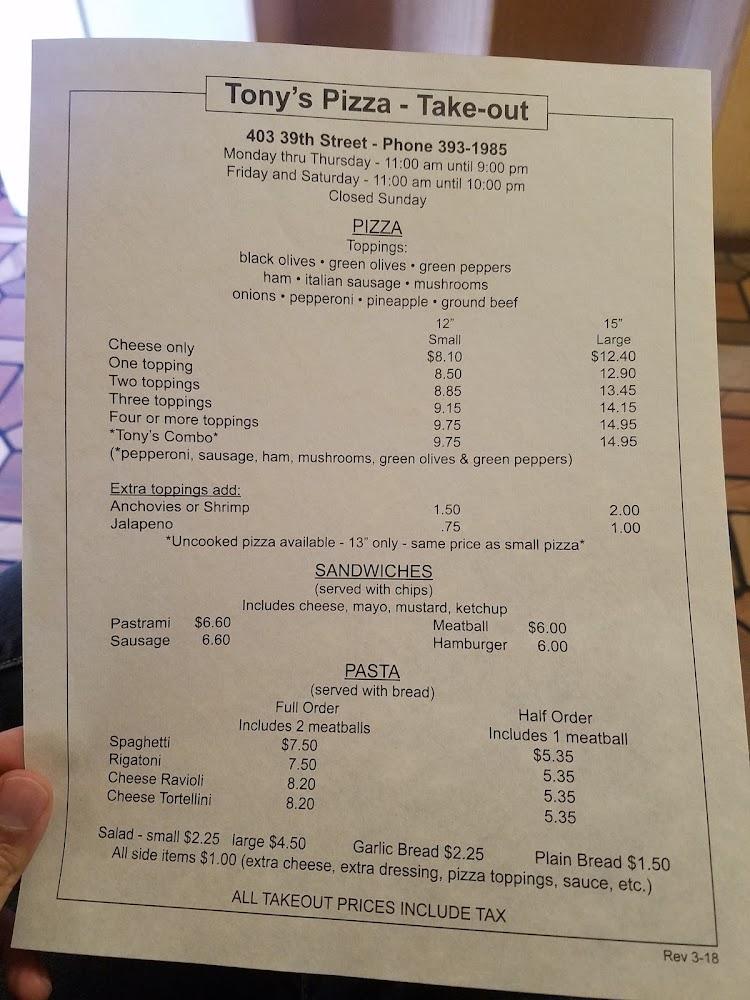 Tony's Pizza - Take-out
403 39th Street - Phone 393-1985
Monday thru Thursday - 11:00 am until 9:00 pm
Friday and Saturday - 11:00 am until 10:00 pm
Closed Sunday
PIZZA
Toppings:
black olives • green olives • green peppers
ham • italian sausage • mushrooms
onions • pepperoni • pineapple • ground beef
12" 15"
Small Large
Cheese only $8.10 $12.40
One topping 8.50 12.90
Two toppings 8.85 13.45
Three toppings 9.15 14.15
Four or more toppings 9.75 14.95
*Tony's Combo* 9.75 14.95
(*pepperoni, sausage, ham, mushrooms, green olives & green peppers)
Extra toppings add:
Anchovies or Shrimp 1.50 2.00
Jalapeno .75 1.00
*Uncooked pizza available - 13" only - same price as small pizza*
SANDWICHES
(served with chips)
Includes cheese, mayo, mustard, ketchup
Pastrami $6.60 Meatball $6.00
Sausage 6.60 Hamburger 6.00
PASTA
(served with bread)
Full Order Half Order
Includes 2 meatballs Includes 1 meatball
Spaghetti $7.50 $5.35
Rigatoni 7.50 5.35
Cheese Ravioli 8.20 5.35
Cheese Tortellini 8.20 5.35
Salad - small $2.25 large $4.50 Garlic Bread $2.25 Plain Bread $1.50
All side items $1.00 (extra cheese, extra dressing, pizza toppings, sauce, etc.)
ALL TAKEOUT PRICES INCLUDE TAX
Rev 3-18